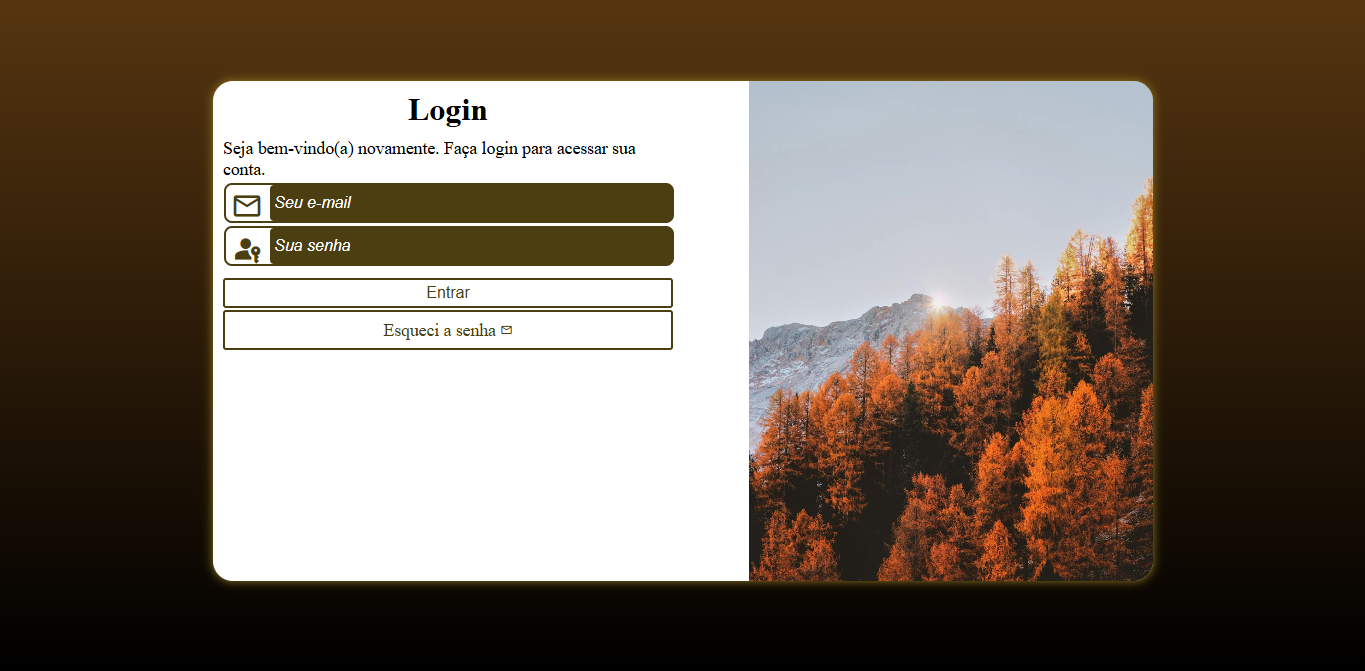 Login
Seja bem-vindo(a) novamente. Faça login para acessar sua
conta.
Seu e-mail
Sua senha
Entrar
Esqueci a senha